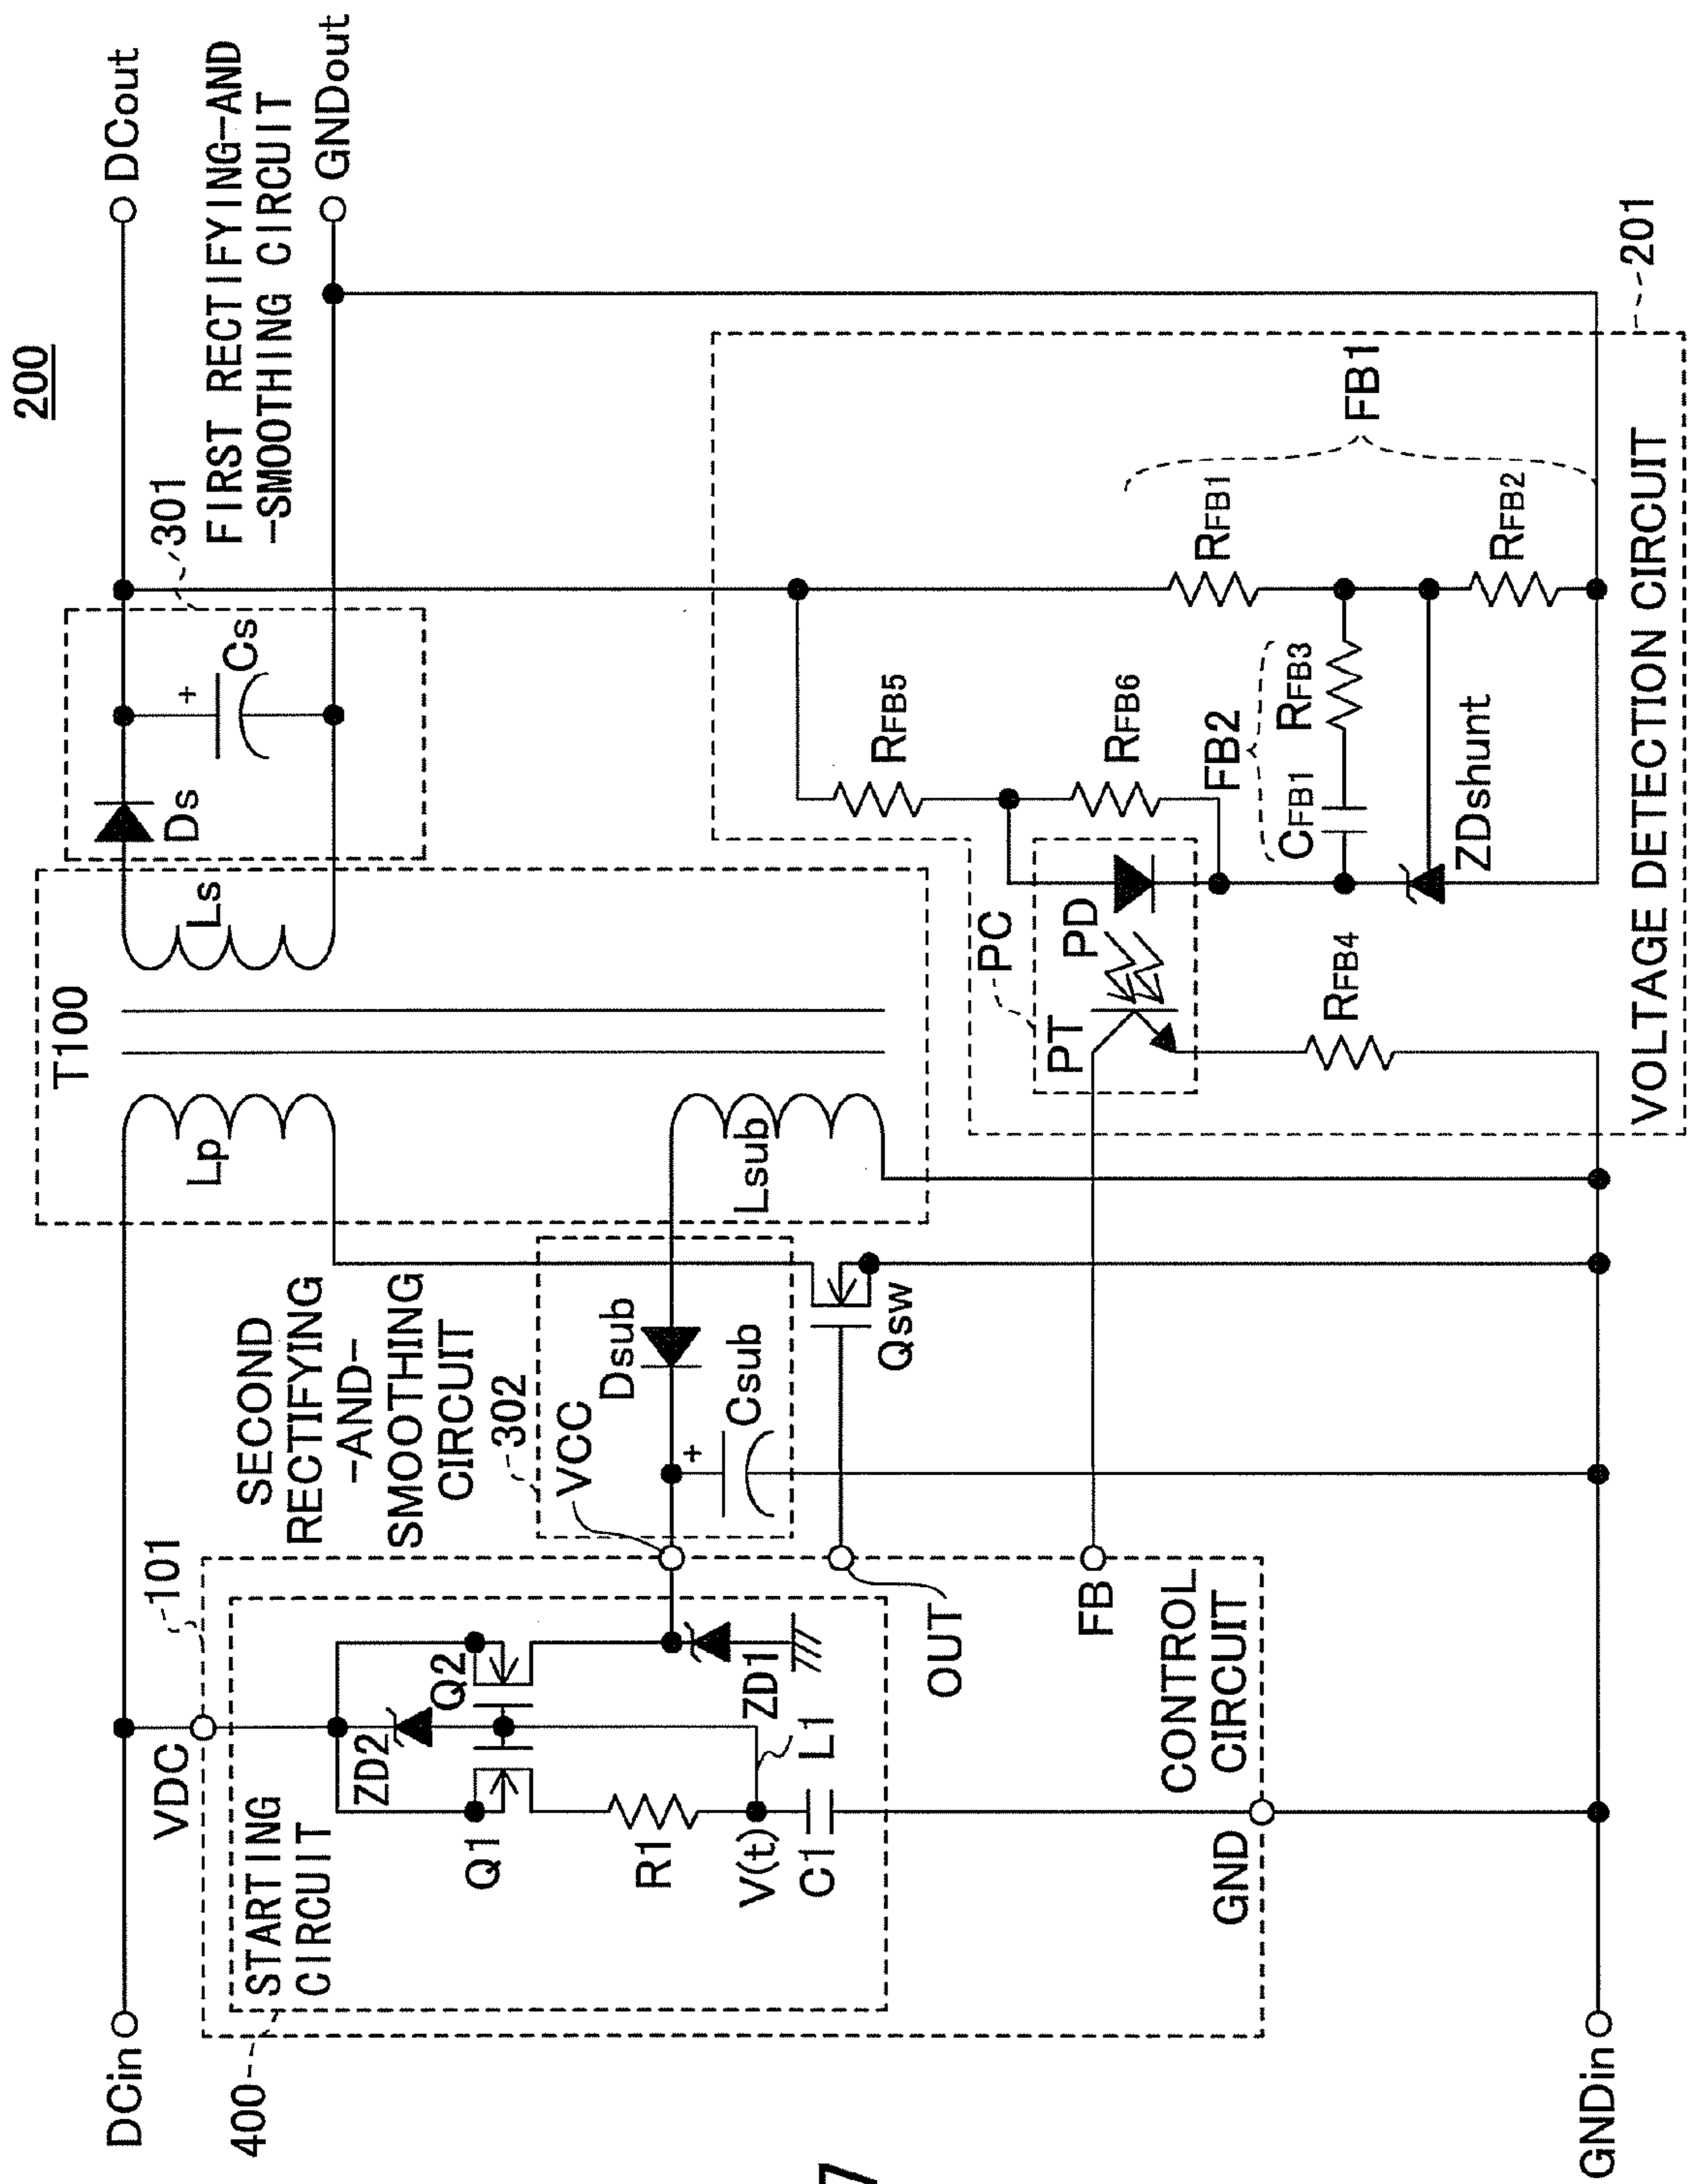 200
DCin
DCout
GNDout
T100
Lp
Ls
Lsub
Ds
Cs
301
FIRST RECTIFYING-AND
-SMOOTHING CIRCUIT
101
VDC
400
STARTING
CIRCUIT
ZD2
Q1
Q2
R1
V(t)
C1
L1
ZD1
SECOND
RECTIFYING
-AND-
SMOOTHING
CIRCUIT
302
VCC
Dsub
Csub
Qsw
OUT
FB
CONTROL
CIRCUIT
GND
GNDin
PC
PT
PD
RFB5
RFB6
RFB4
FB2
CFB1
RFB3
ZDshunt
RFB1
RFB2
FB1
201
VOLTAGE DETECTION CIRCUIT
7